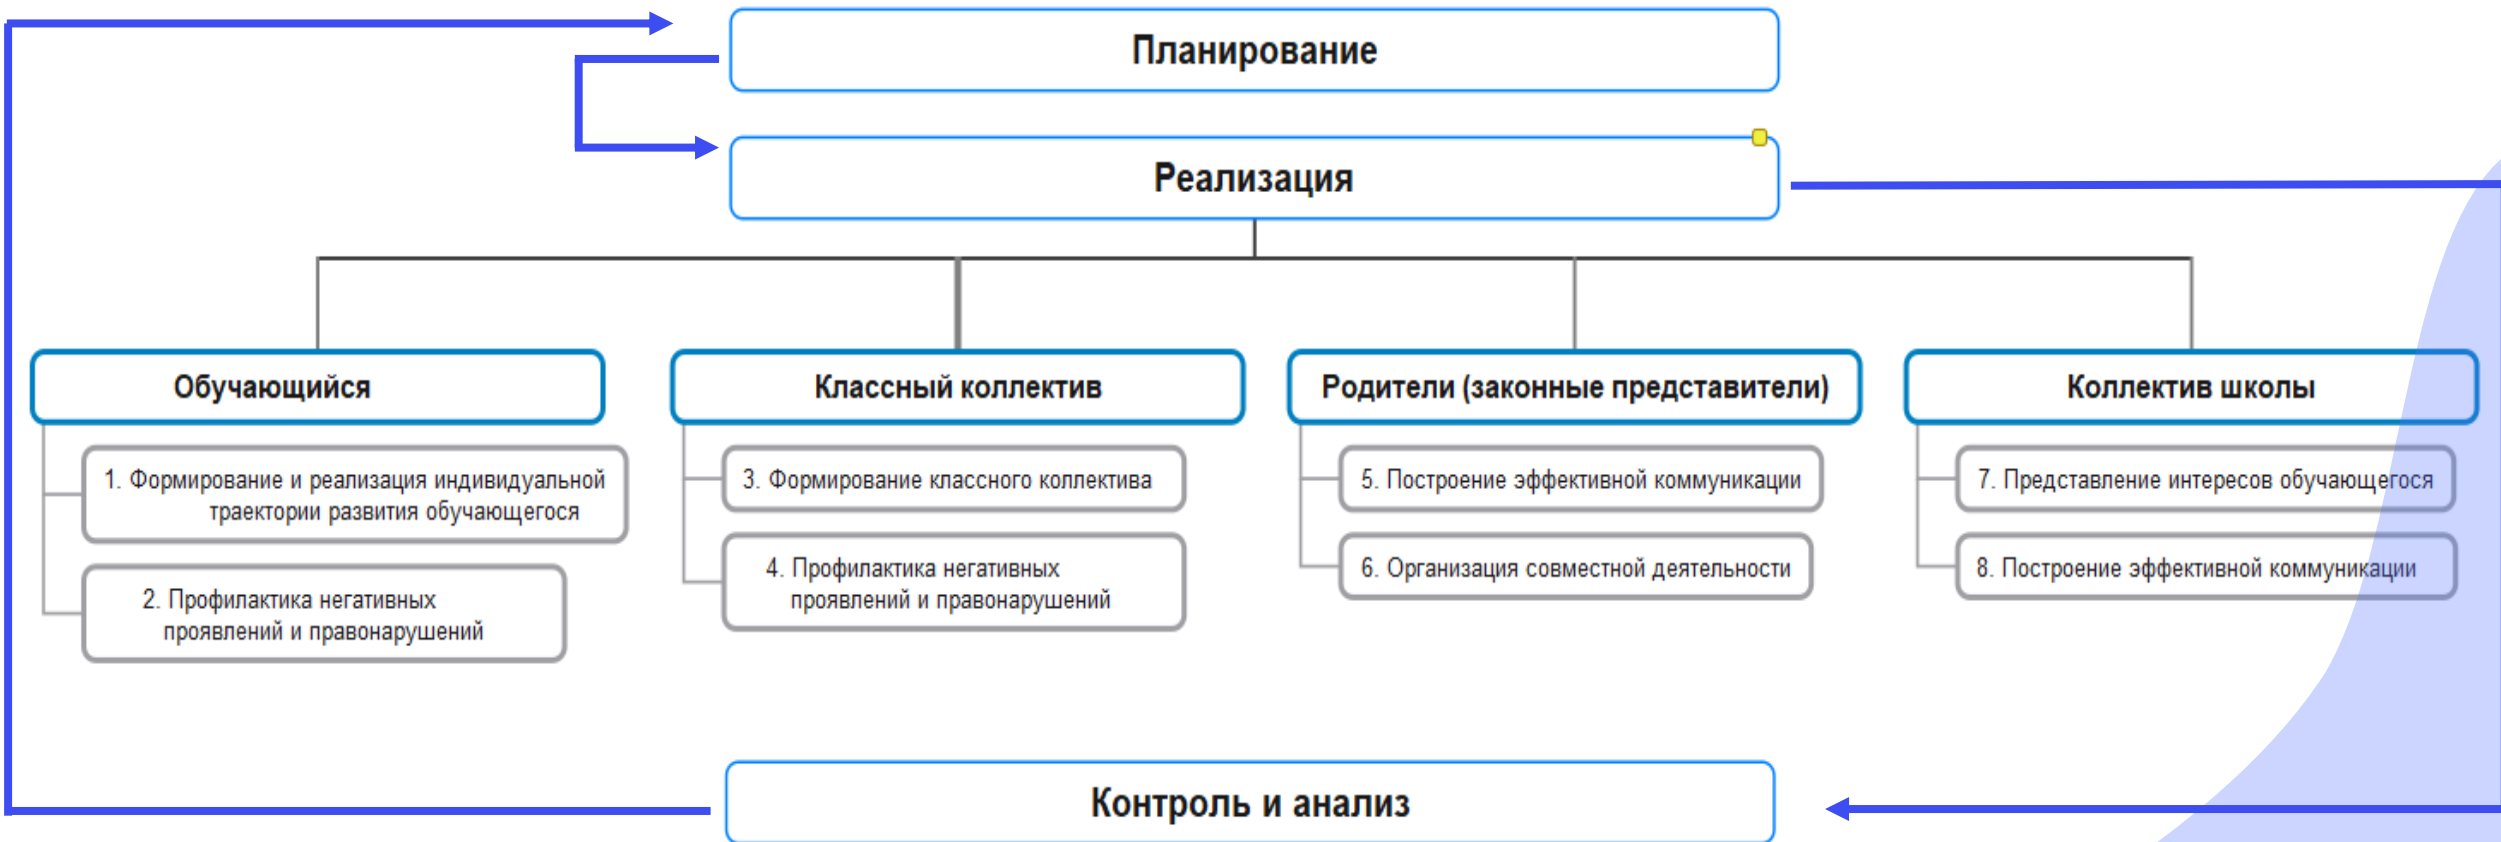 Планирование
Реализация
Обучающийся
1. Формирование и реализация индивидуальной
траектории развития обучающегося
2. Профилактика негативных
проявлений и правонарушений
Классный коллектив
3. Формирование классного коллектива
4. Профилактика негативных
проявлений и правонарушений
Родители (законные представители)
5. Построение эффективной коммуникации
6. Организация совместной деятельности
Коллектив школы
7. Представление интересов обучающегося
8. Построение эффективной коммуникации
Контроль и анализ